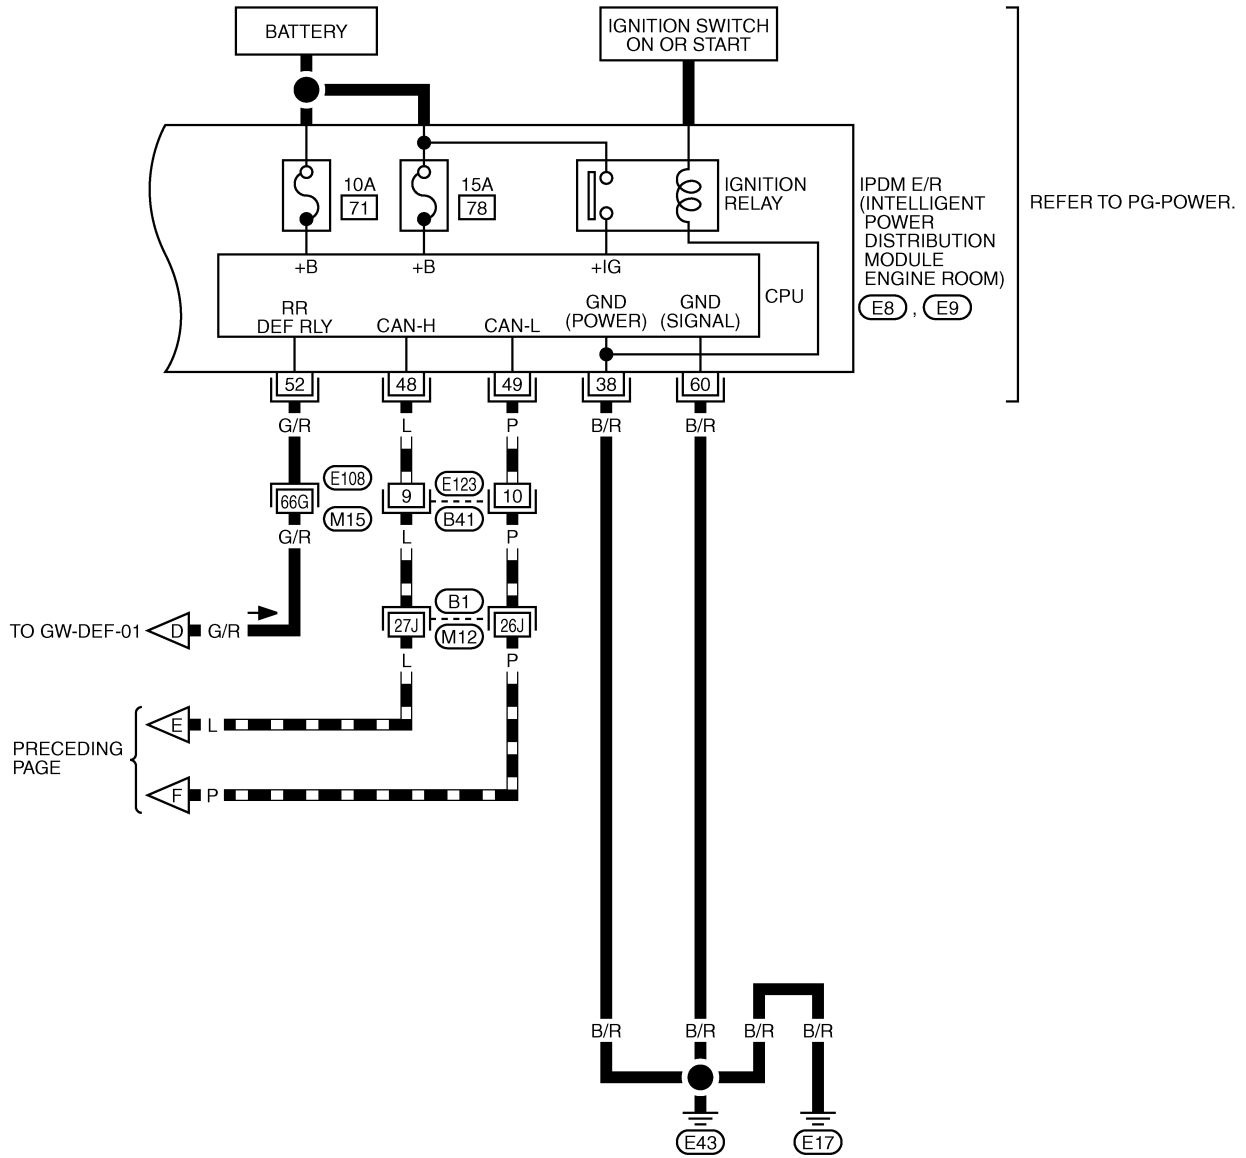 BATTERY
IGNITION SWITCH
ON OR START
10A
71
15A
78
IGNITION
RELAY
IPDM E/R
(INTELLIGENT
POWER
DISTRIBUTION
MODULE
ENGINE ROOM)
E8 , E9
REFER TO PG-POWER.
+B
+B
+IG
CPU
RR
DEF RLY
CAN-H
CAN-L
GND
(POWER)
GND
(SIGNAL)
52
48
49
38
60
G/R
L
P
B/R
B/R
66G
E108
M15
9
E123
B41
10
G/R
L
P
27J
B1
M12
26J
TO GW-DEF-01
D
G/R
L
P
PRECEDING
PAGE
E
L
F
P
B/R
B/R
B/R
B/R
E43
E17